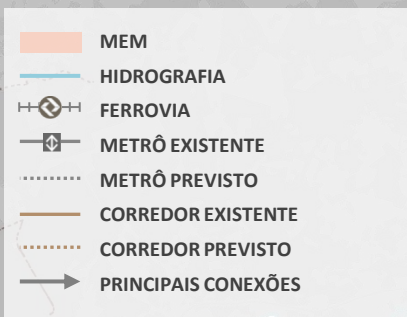 MEM
HIDROGRAFIA
FERROVIA
METRÔ EXISTENTE
METRÔ PREVISTO
CORREDOR EXISTENTE
CORREDOR PREVISTO
PRINCIPAIS CONEXÕES